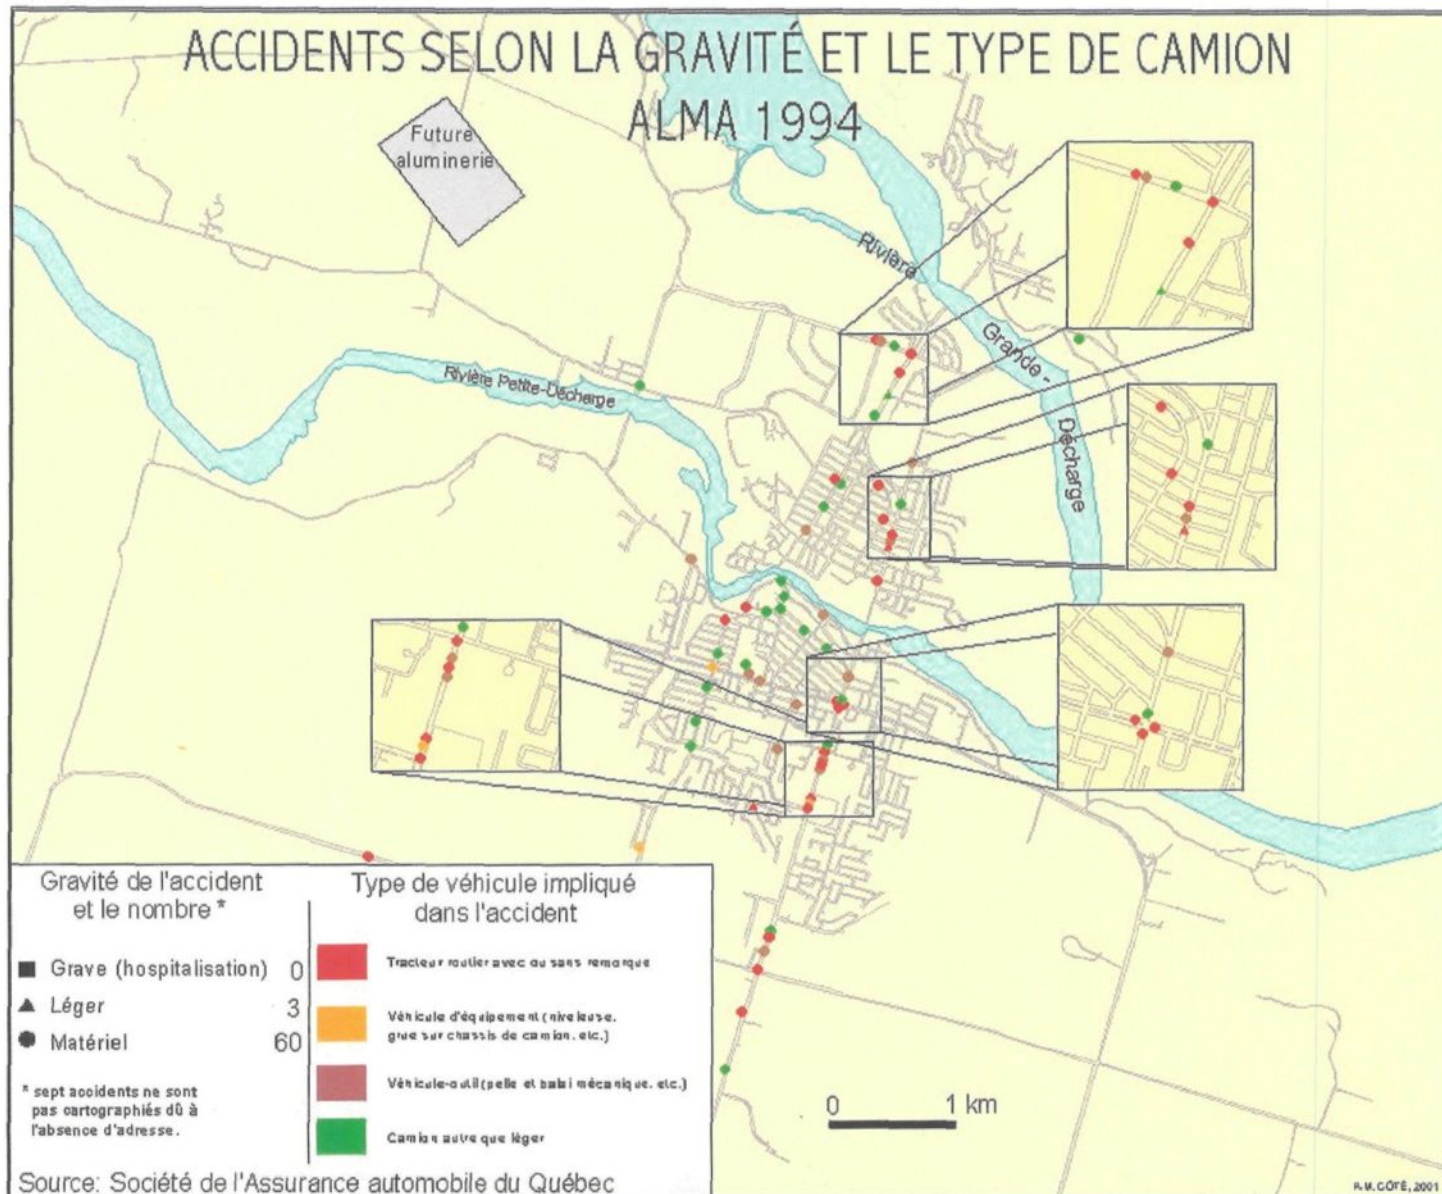 ACCIDENTS SELON LA GRAVITÉ ET LE TYPE DE CAMION
ALMA 1994
Future
aluminerie
Rivière
Grande -
Décharge
Rivière Petite-Décharge
Gravité de l'accident
et le nombre *
Grave (hospitalisation) 0
Léger 3
Matériel 60
* sept accidents ne sont
pas cartographiés dû à
l'absence d'adresse.
Type de véhicule impliqué
dans l'accident
Tracteur routier avec ou sans remorque
Véhicule d'équipement (niveleuse,
grue sur chassis de camion, etc.)
Véhicule-outil (pelle et balai mécanique, etc.)
Camion autre que léger
0 1 km
Source: Société de l'Assurance automobile du Québec
R.M. CÔTÉ, 2001